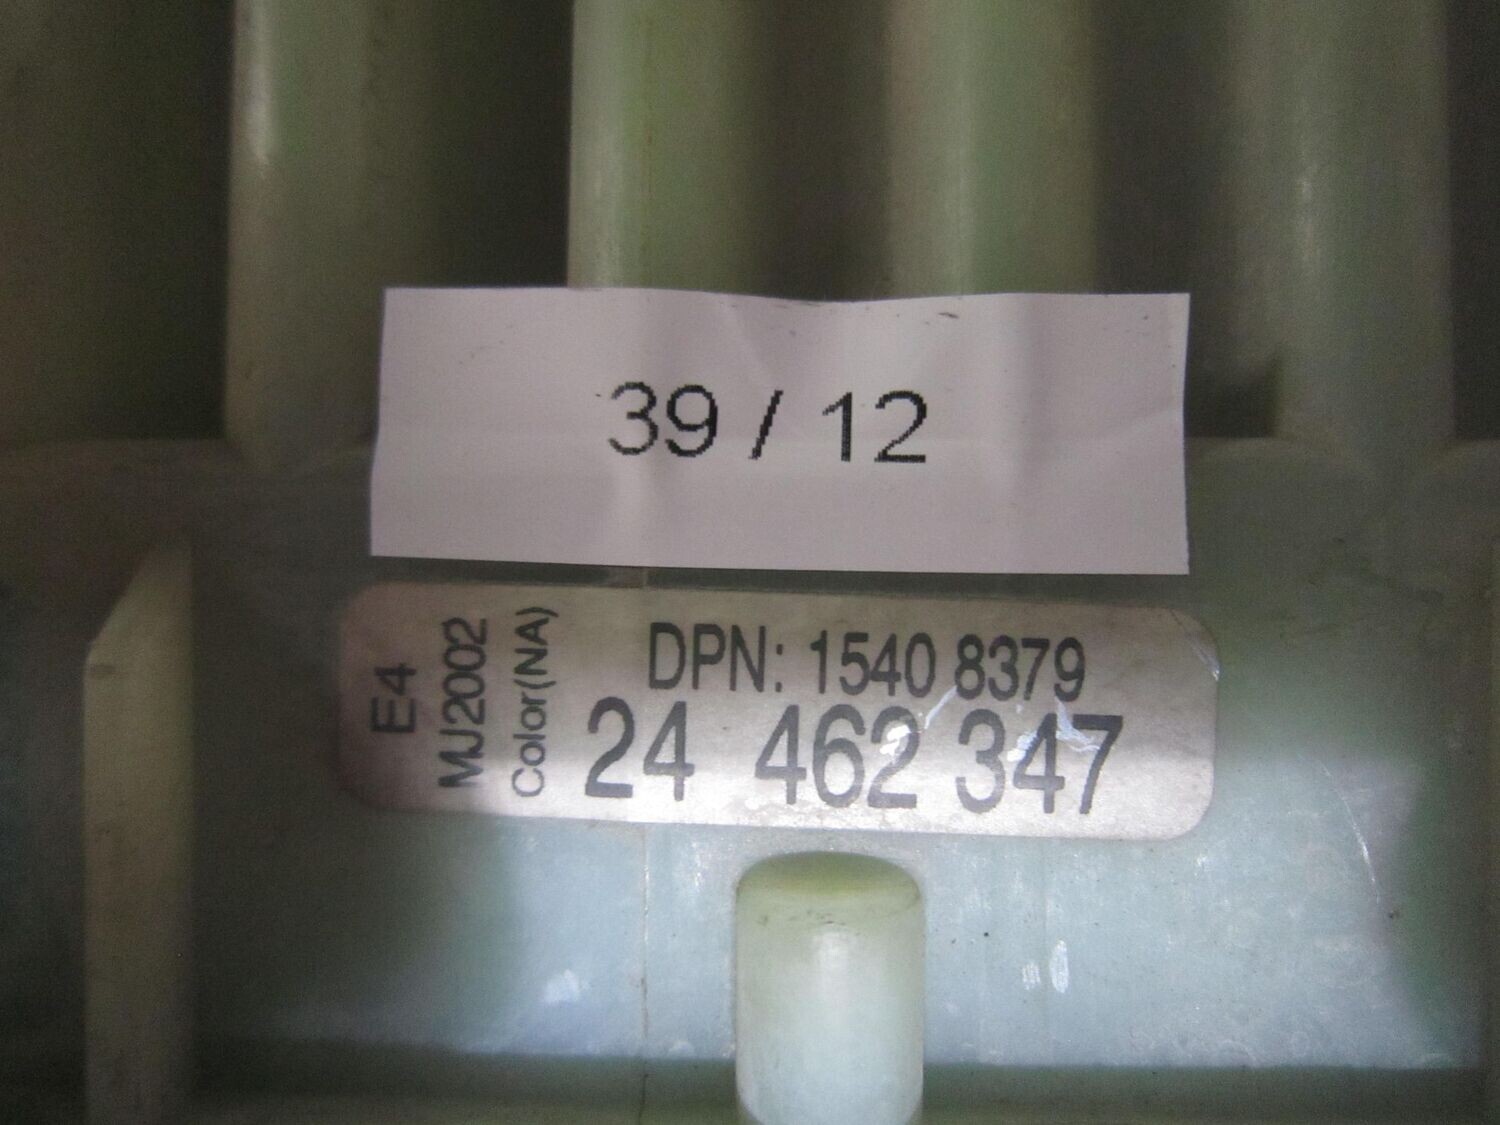 39 / 12
E4
MJ2002
Color(NA)
DPN: 1540 8379
24 462 347